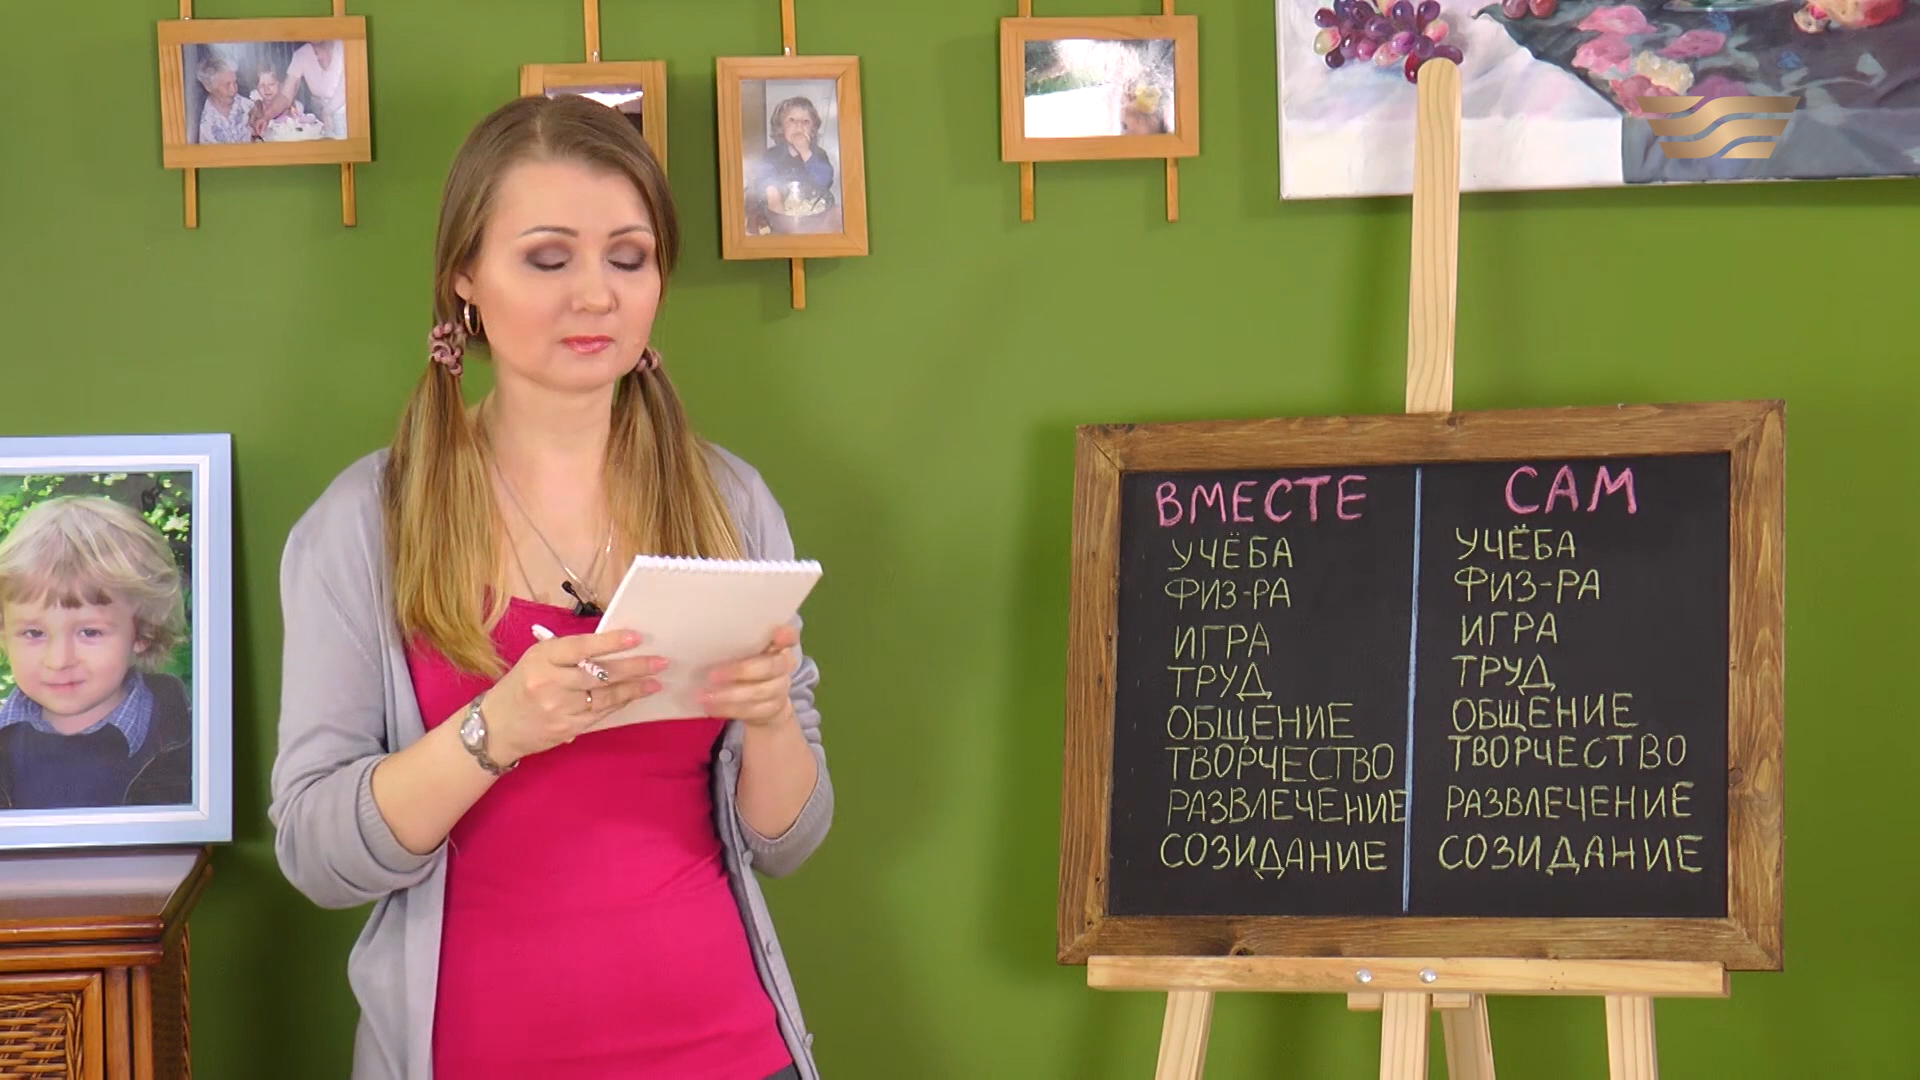 ВМЕСТЕ
УЧЁБА
ФИЗ-РА
ИГРА
ТРУД
ОБЩЕНИЕ
ТВОРЧЕСТВО
РАЗВЛЕЧЕНИЕ
СОЗИДАНИЕ
САМ
УЧЁБА
ФИЗ-РА
ИГРА
ТРУД
ОБЩЕНИЕ
ТВОРЧЕСТВО
РАЗВЛЕЧЕНИЕ
СОЗИДАНИЕ